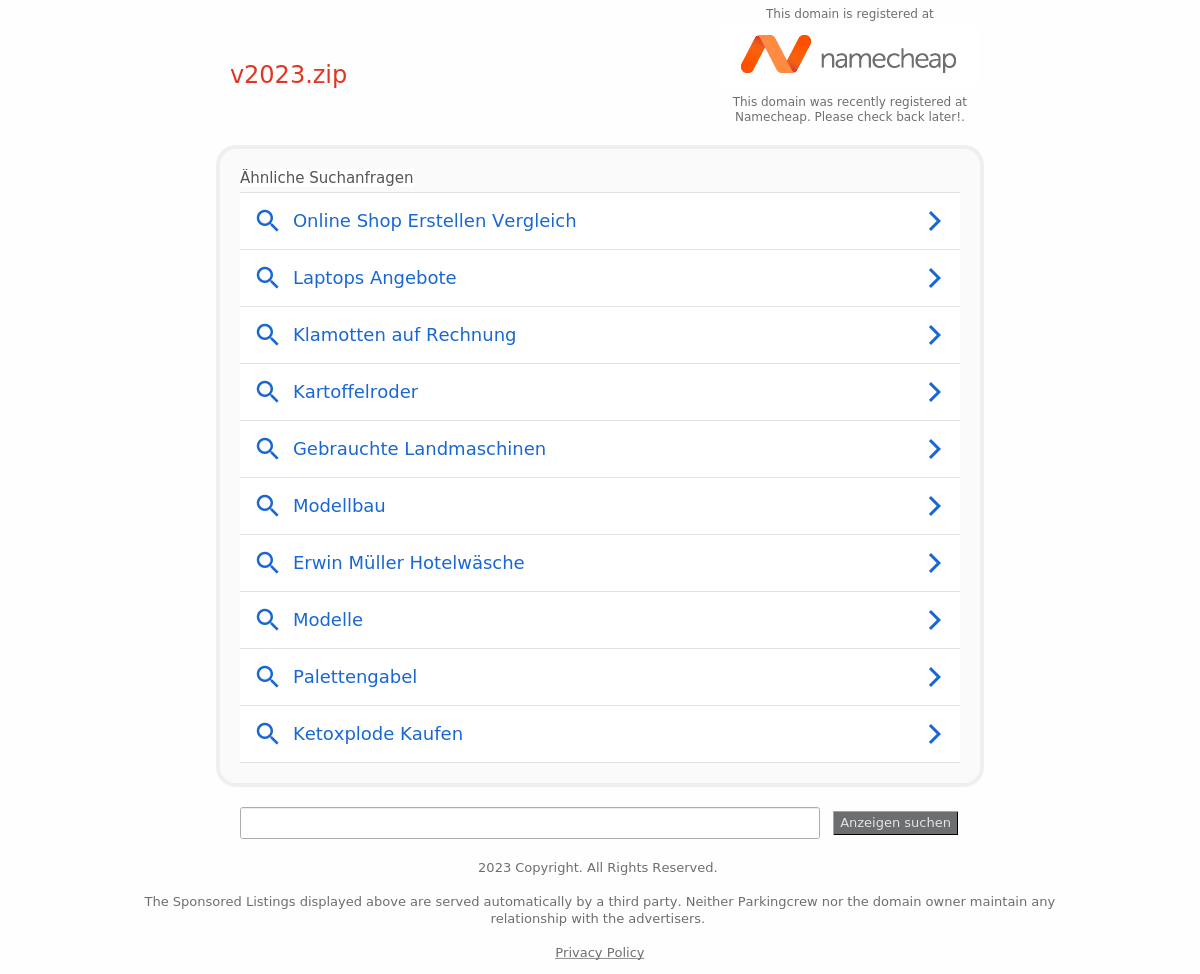 This domain is registered at
namecheap
v2023.zip
This domain was recently registered at
Namecheap. Please check back later!.
Ähnliche Suchanfragen
Online Shop Erstellen Vergleich
Laptops Angebote
Klamotten auf Rechnung
Kartoffelroder
Gebrauchte Landmaschinen
Modellbau
Erwin Müller Hotelwäsche
Modelle
Palettengabel
Ketoxplode Kaufen
Anzeigen suchen
2023 Copyright. All Rights Reserved.
The Sponsored Listings displayed above are served automatically by a third party. Neither Parkingcrew nor the domain owner maintain any
relationship with the advertisers.
Privacy Policy